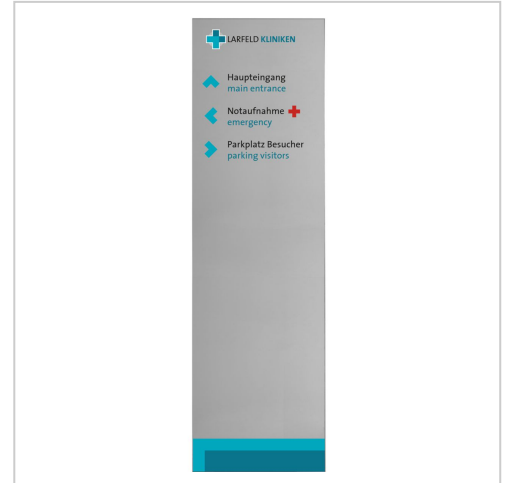 LARFELD KLINIKEN
Haupteingang
main entrance
Notaufnahme
emergency
Parkplatz Besucher
parking visitors